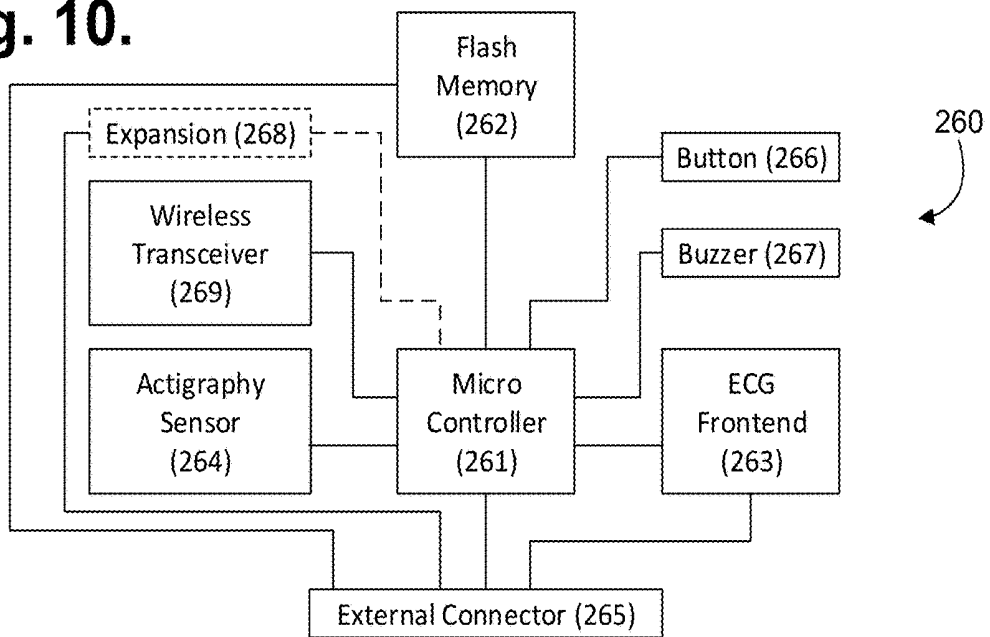 g. 10.
Flash
Memory
(262)
Expansion (268)
260
Button (266)
Wireless
Transceiver
(269)
Buzzer (267)
Actigraphy
Sensor
(264)
Micro
Controller
(261)
ECG
Frontend
(263)
External Connector (265)